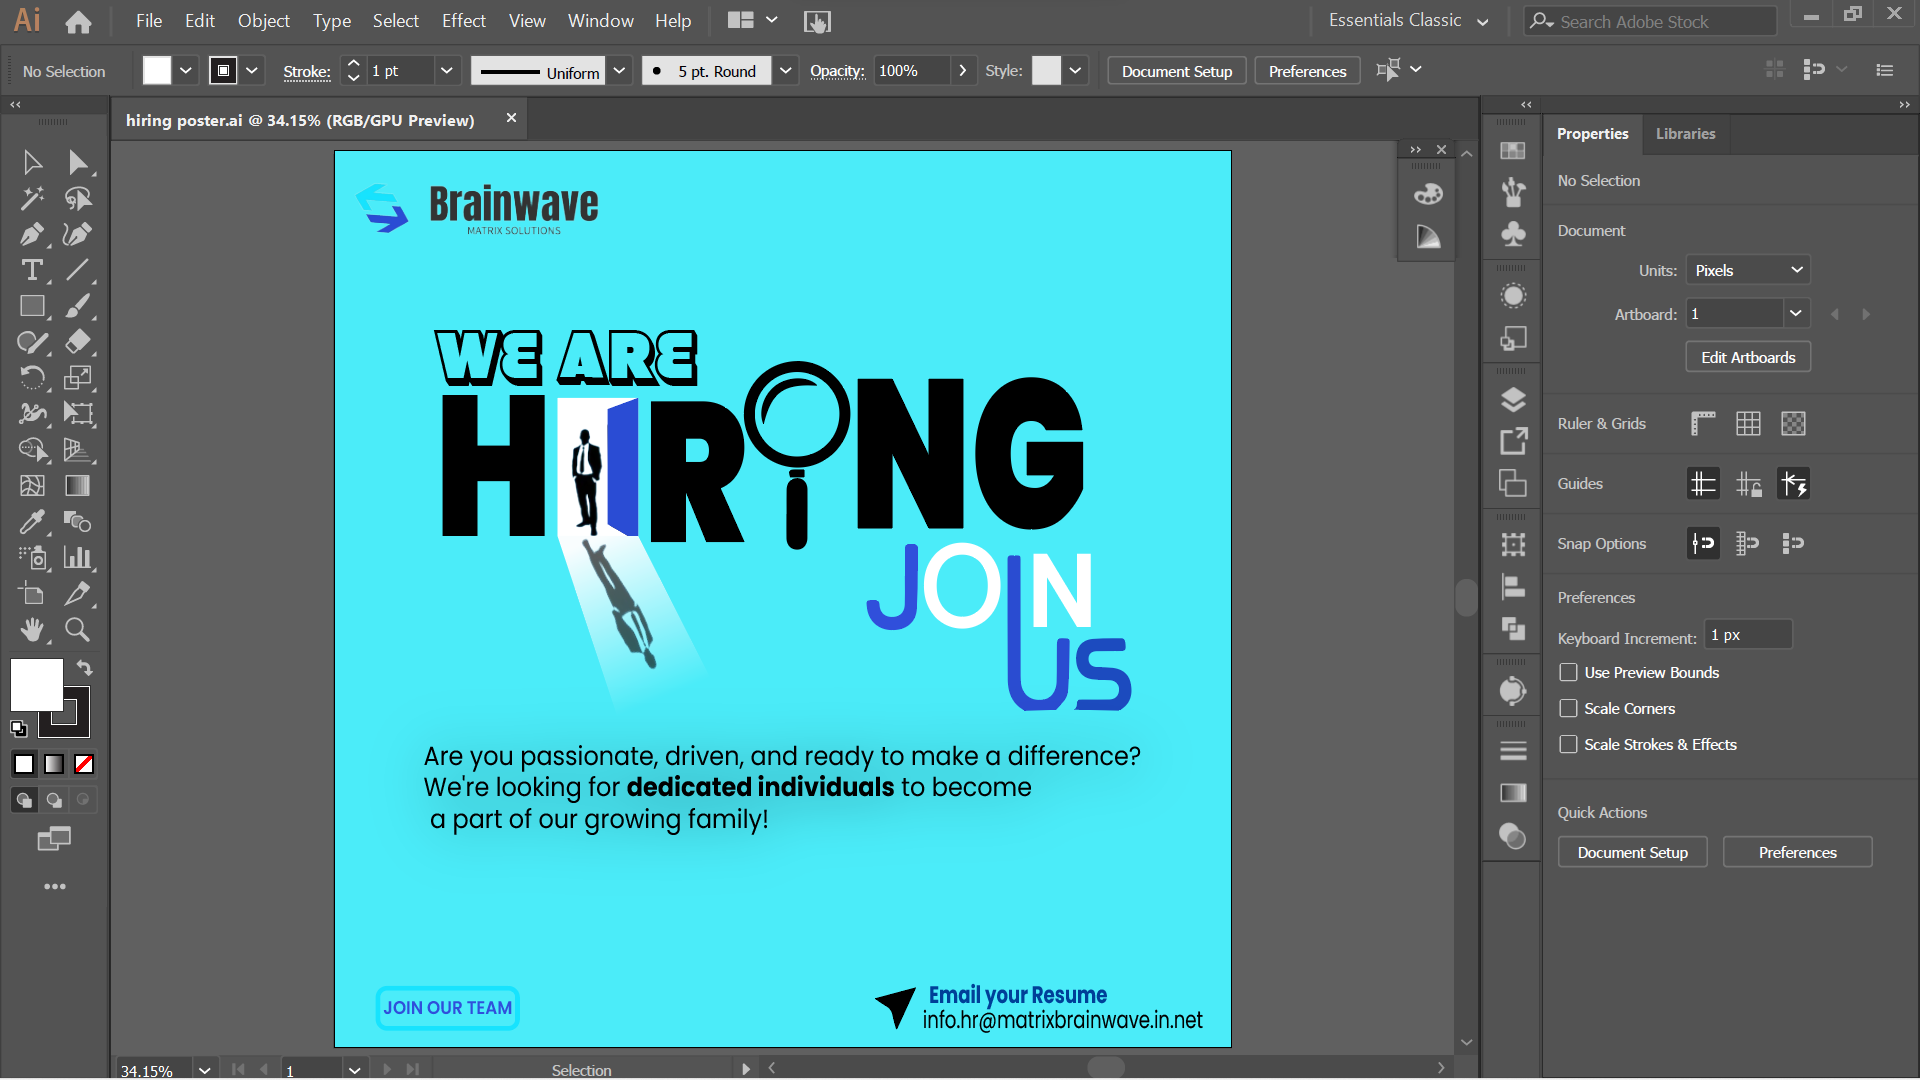 Ai File Edit Object Type Select Effect View Window Help Essentials Classic Search Adobe Stock
No Selection Stroke: 1 pt Uniform 5 pt. Round Opacity: 100% Style: Document Setup Preferences
hiring poster.ai @ 34.15% (RGB/GPU Preview)
Brainwave
MATRIX SOLUTIONS
WE ARE
HIRING
JOIN
US
Are you passionate, driven, and ready to make a difference?
We're looking for dedicated individuals to become
a part of our growing family!
JOIN OUR TEAM
Email your Resume
info.hr@matrixbrainwave.in.net
34.15% 1 Selection
Properties Libraries
No Selection
Document
Units: Pixels
Artboard: 1
Edit Artboards
Ruler & Grids
Guides
Snap Options
Preferences
Keyboard Increment: 1 px
Use Preview Bounds
Scale Corners
Scale Strokes & Effects
Quick Actions
Document Setup Preferences